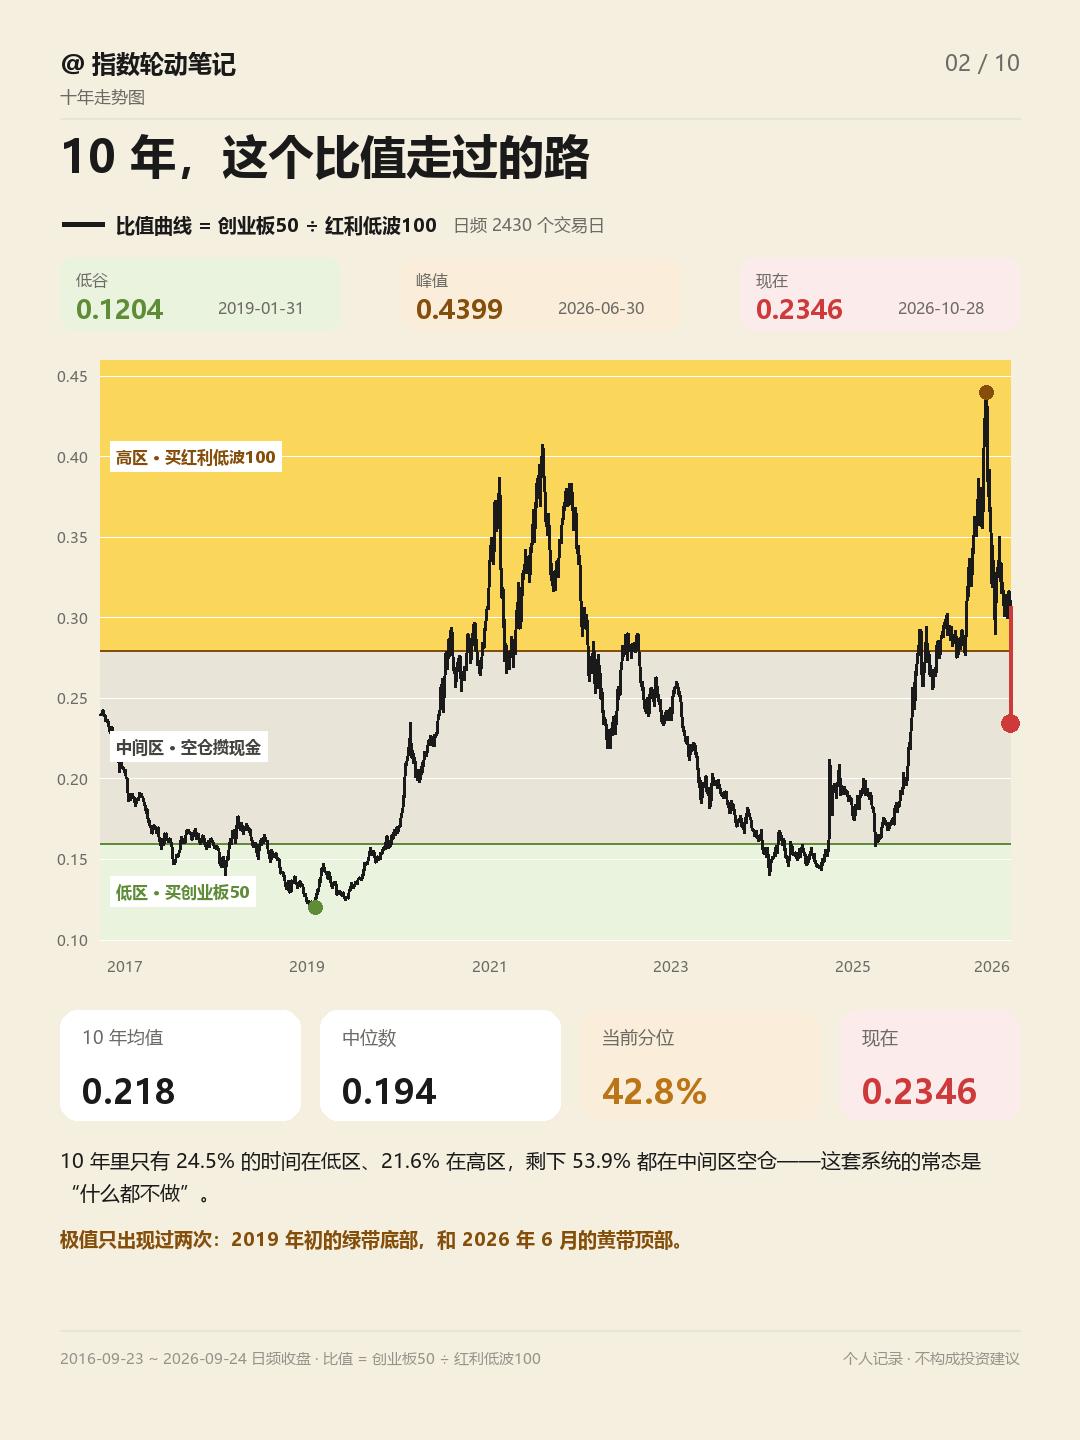 @ 指数轮动笔记
02 / 10
十年走势图
10 年，这个比值走过的路
比值曲线 = 创业板50 ÷ 红利低波100 日频 2430 个交易日
低谷
0.1204 2019-01-31
峰值
0.4399 2026-06-30
现在
0.2346 2026-10-28
0.45
0.40
0.35
0.30
0.25
0.20
0.15
0.10
高区 • 买红利低波100
中间区 • 空仓攒现金
低区 • 买创业板50
2017 2019 2021 2023 2025 2026
10 年均值
0.218
中位数
0.194
当前分位
42.8%
现在
0.2346
10 年里只有 24.5% 的时间在低区、21.6% 在高区，剩下 53.9% 都在中间区空仓——这套系统的常态是
“什么都不做”。
极值只出现过两次：2019 年初的绿带底部，和 2026 年 6 月的黄带顶部。
2016-09-23 ~ 2026-09-24 日频收盘 · 比值 = 创业板50 ÷ 红利低波100
个人记录 · 不构成投资建议